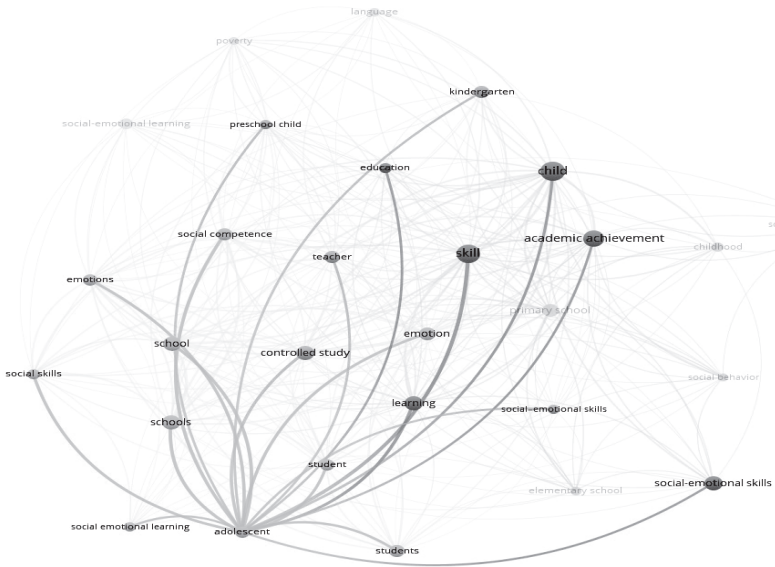 language
poverty
kindergarten
social-emotional learning
preschool child
education
child
social competence
academic achievement
childhood
skill
teacher
emotions
primary school
emotion
school
controlled study
social skills
social behavior
learning
social-emotional skills
schools
student
social-emotional skills
elementary school
social emotional learning
adolescent
students